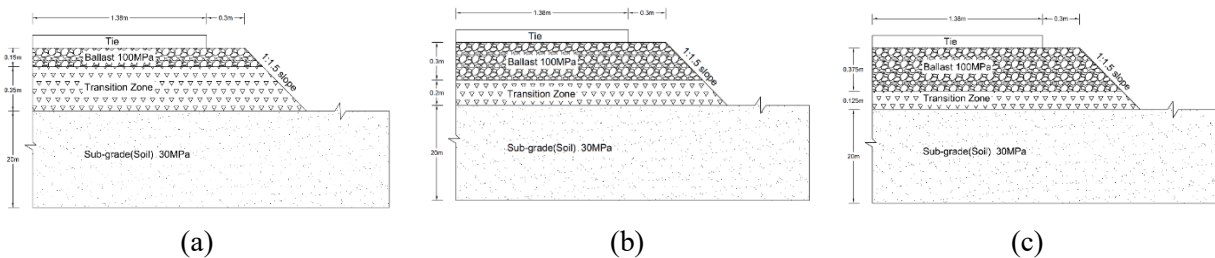 1.38m
0.3m
Tie
0.15m
Ballast 100MPa
1:1.5 slope
0.25m
Transition Zone
20m
Sub-grade(Soil) 30MPa
(a)
1.38m
0.3m
Tie
0.3m
Ballast 100MPa
1:1.5 slope
0.2m
Transition Zone
20m
Sub-grade(Soil) 30MPa
(b)
1.38m
0.3m
Tie
0.375m
Ballast 100MPa
1:1.5 slope
0.125m
Transition Zone
20m
Sub-grade(Soil) 30MPa
(c)